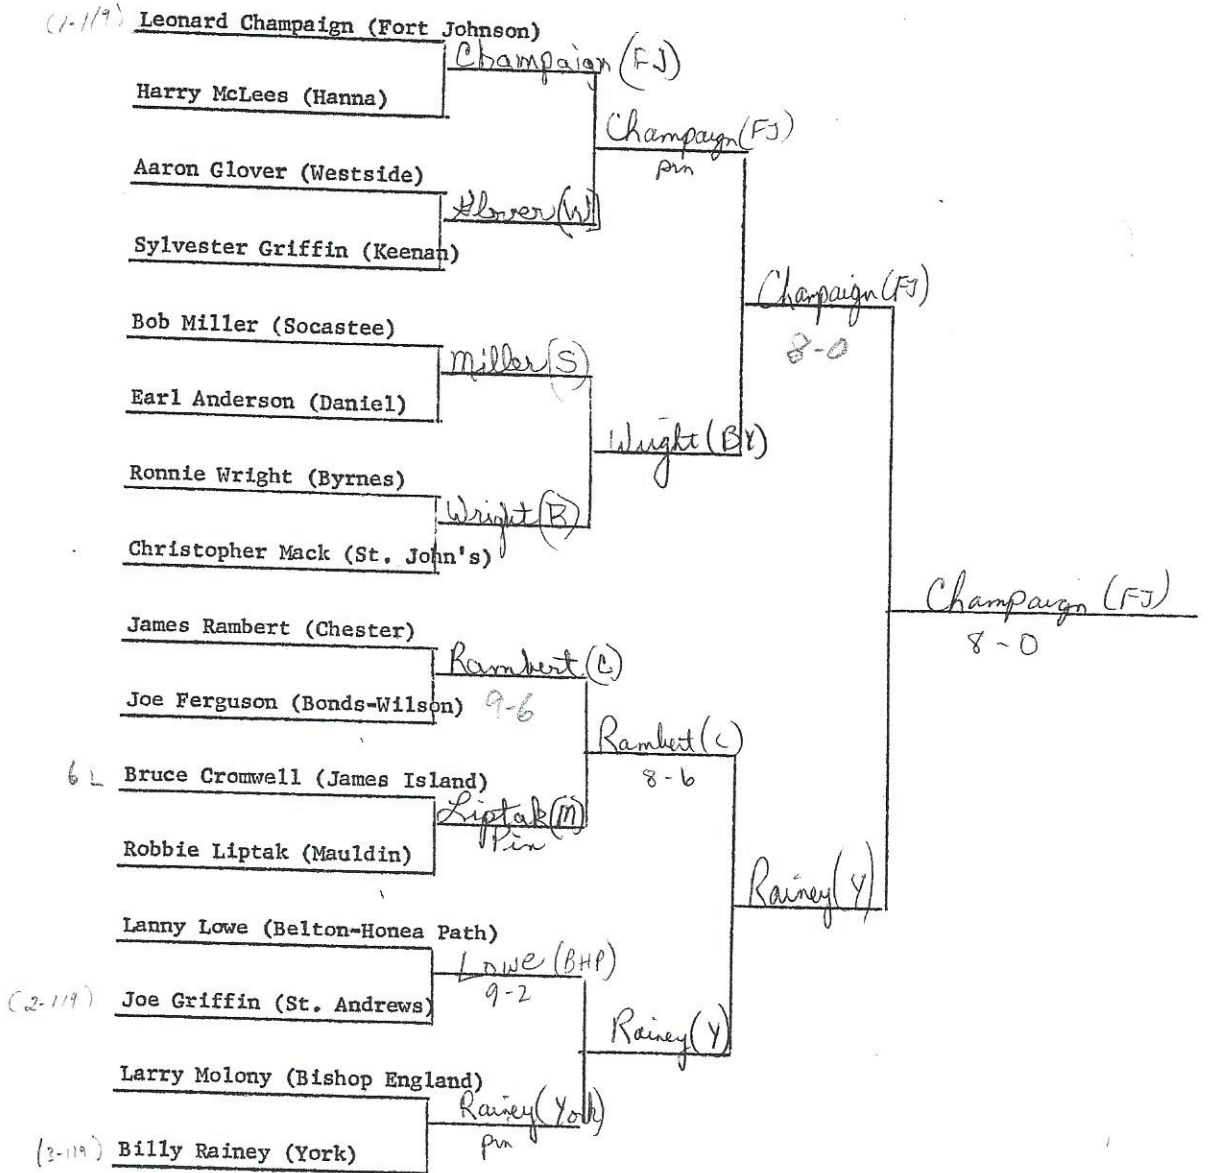 (1-119) Leonard Champaign (Fort Johnson)
Champaign (FJ)
Harry McLees (Hanna)
Champaign (FJ)
pin
Aaron Glover (Westside)
Glover (W)
Sylvester Griffin (Keenan)
Champaign (FJ)
8-0
Bob Miller (Socastee)
Miller (S)
Earl Anderson (Daniel)
Wright (BY)
Ronnie Wright (Byrnes)
Wright (B)
Christopher Mack (St. John's)
Champaign (FJ)
8-0
James Rambert (Chester)
Rambert (C)
9-6
Joe Ferguson (Bonds-Wilson)
Rambert (C)
8-6
6 L Bruce Cromwell (James Island)
Liptak (M)
Pin
Robbie Liptak (Mauldin)
Rainey (Y)
Lanny Lowe (Belton-Honea Path)
Lowe (BHP)
9-2
(2-119) Joe Griffin (St. Andrews)
Rainey (Y)
Larry Molony (Bishop England)
Rainey (York)
pin
(3-119) Billy Rainey (York)